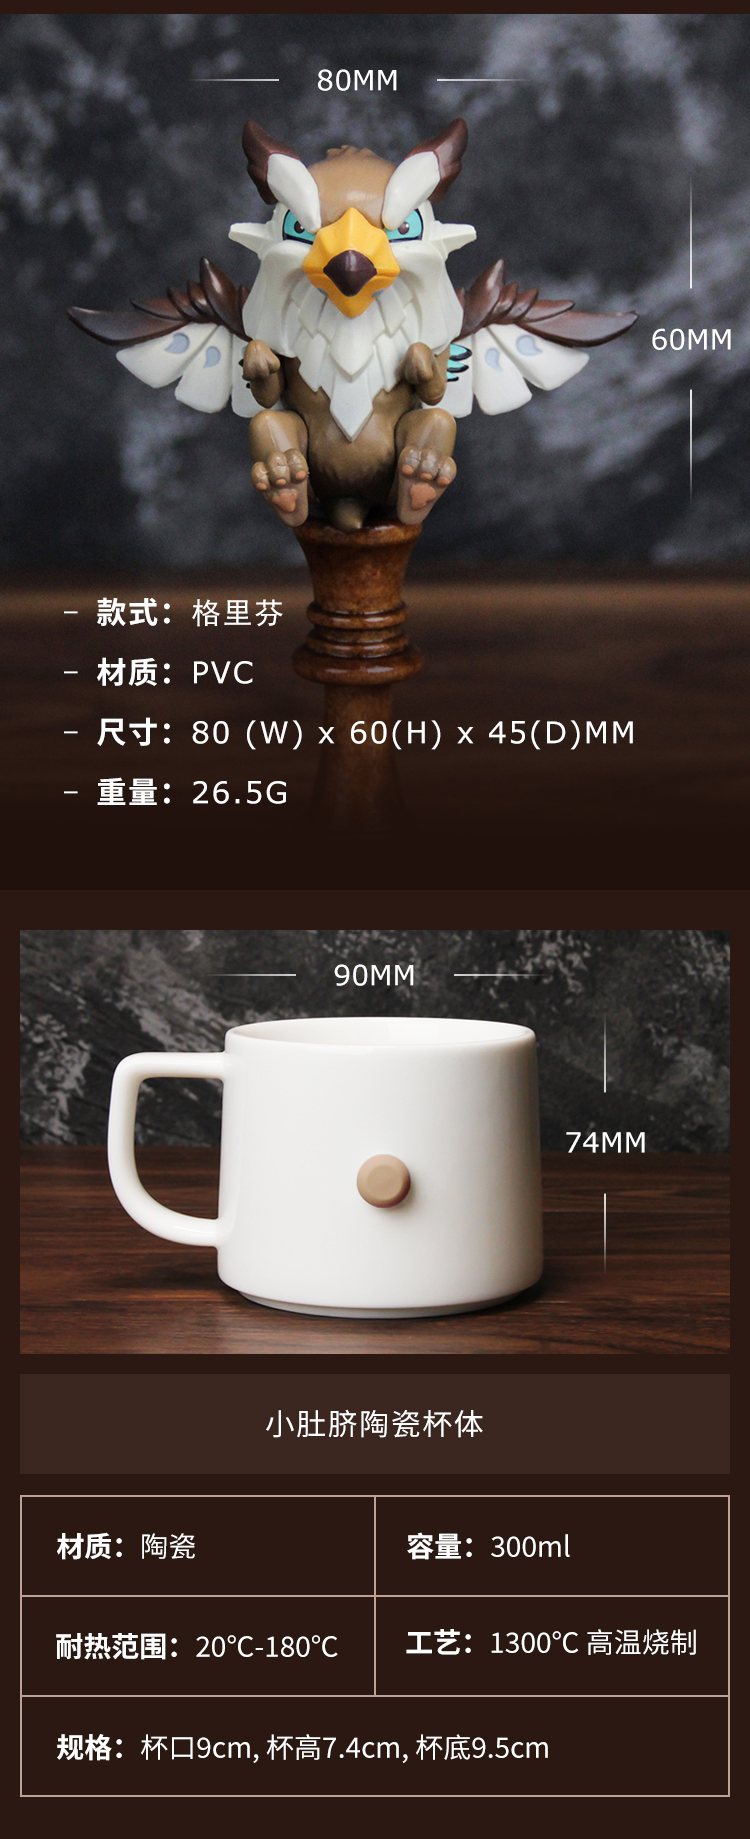 80MM
60MM
- 款式：格里芬
- 材质：PVC
- 尺寸：80 (W) x 60(H) x 45(D)MM
- 重量：26.5G
90MM
74MM
小肚脐陶瓷杯体
材质：陶瓷
容量：300ml
耐热范围：20℃-180℃
工艺：1300℃ 高温烧制
规格：杯口9cm, 杯高7.4cm, 杯底9.5cm